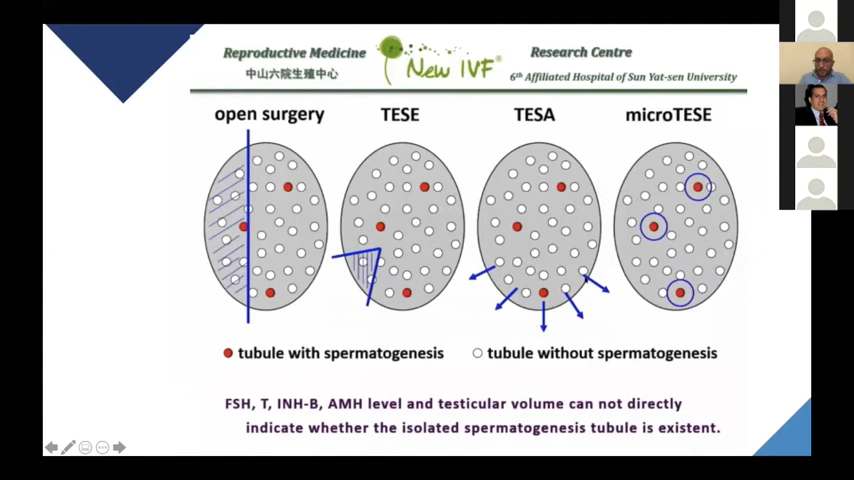 Reproductive Medicine
中山六院生殖中心
New IVF®
Research Centre
6th Affiliated Hospital of Sun Yat-sen University
open surgery
TESE
TESA
microTESE
tubule with spermatogenesis
tubule without spermatogenesis
FSH, T, INH-B, AMH level and testicular volume can not directly
indicate whether the isolated spermatogenesis tubule is existent.